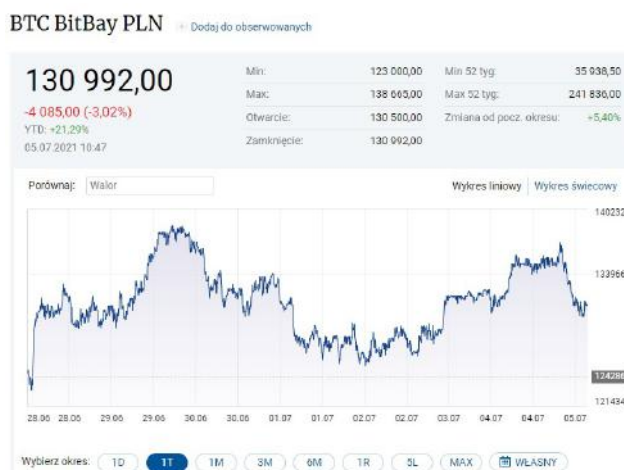 BTC BitBay PLN + Dodaj do obserwowanych
130 992,00
-4 085,00 (-3,02%)
YTD: +21,29%
05.07.2021 10:47
Min: 123 000,00
Max: 138 665,00
Otwarcie: 130 500,00
Zamknięcie: 130 992,00
Min 52 tyg: 35 938,50
Max 52 tyg: 241 836,00
Zmiana od pocz. okresu: +5,40%
Porównaj: Walor
Wykres liniowy Wykres świecowy
140232
133966
124286
121434
28.06 28.06 29.06 29.06 30.06 30.06 01.07 01.07 02.07 02.07 03.07 04.07 04.07 05.07
Wybierz okres: 1D 1T 1M 3M 6M 1R 5L MAX WŁASNY